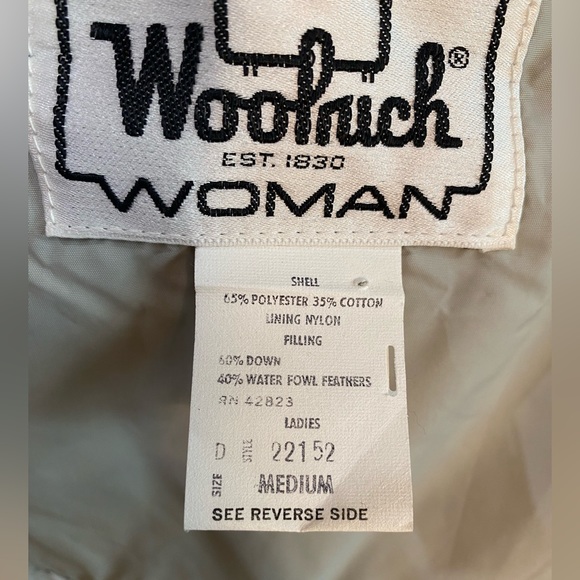 Woolrich®
EST. 1830
WOMAN
SHELL
65% POLYESTER 35% COTTON
LINING NYLON
FILLING
60% DOWN
40% WATER FOWL FEATHERS
RN 42823
LADIES
D STYLE 22152
SIZE MEDIUM
SEE REVERSE SIDE